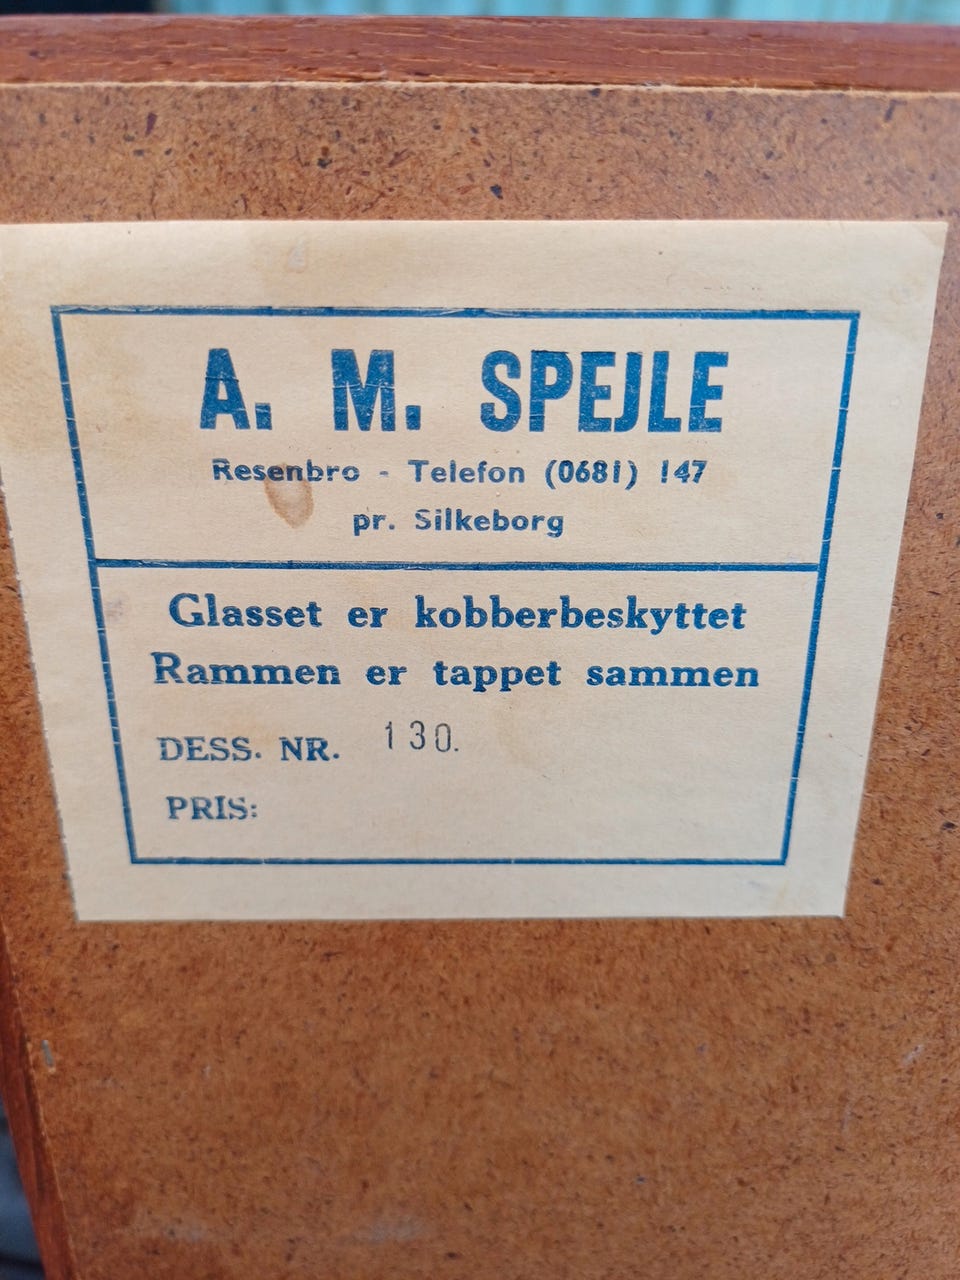 A. M. SPEJLE
Resenbro - Telefon (0681) 147
pr. Silkeborg
Glasset er kobberbeskyttet
Rammen er tappet sammen
DESS. NR. 130.
PRIS: